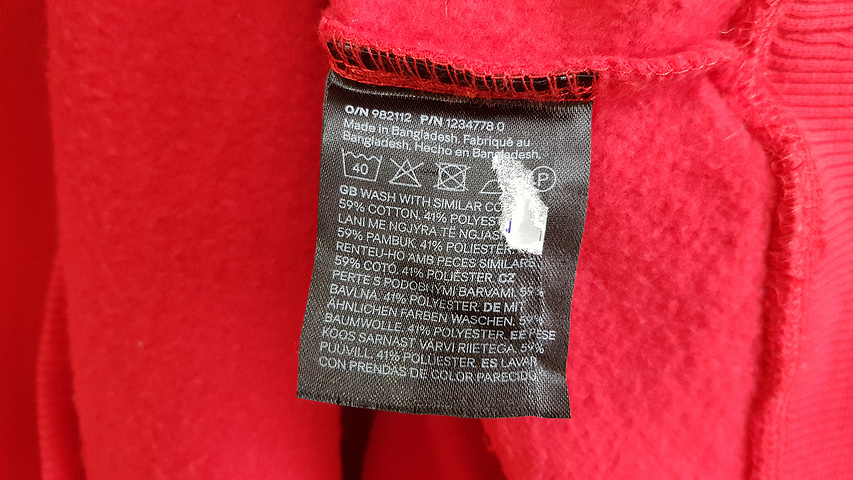 O/N 982112 P/N 1234778 0
Made in Bangladesh. Fabriqué au
Bangladesh. Hecho en Bangladesh.
40 P
GB WASH WITH SIMILAR CO
59% COTTON. 41% POLYES
LANI ME NGJYRA TË NGJAS
59% PAMBUK. 41% POLIESTER.
RENTEU-HO AMB PECES SIMILARS
59% COTÓ. 41% POLIÈSTER. CZ
PERTE S PODOBNÝMI BARVAMI. 59%
BAVLNA. 41% POLYESTER. DE MIT
ÄHNLICHEN FARBEN WASCHEN. 59%
BAUMWOLLE. 41% POLYESTER. EE PESE
KOOS SARNAST VÄRVI RIIETEGA. 59%
PUUVILL. 41% POLÜESTER. ES LAVAR
CON PRENDAS DE COLOR PARECIDO